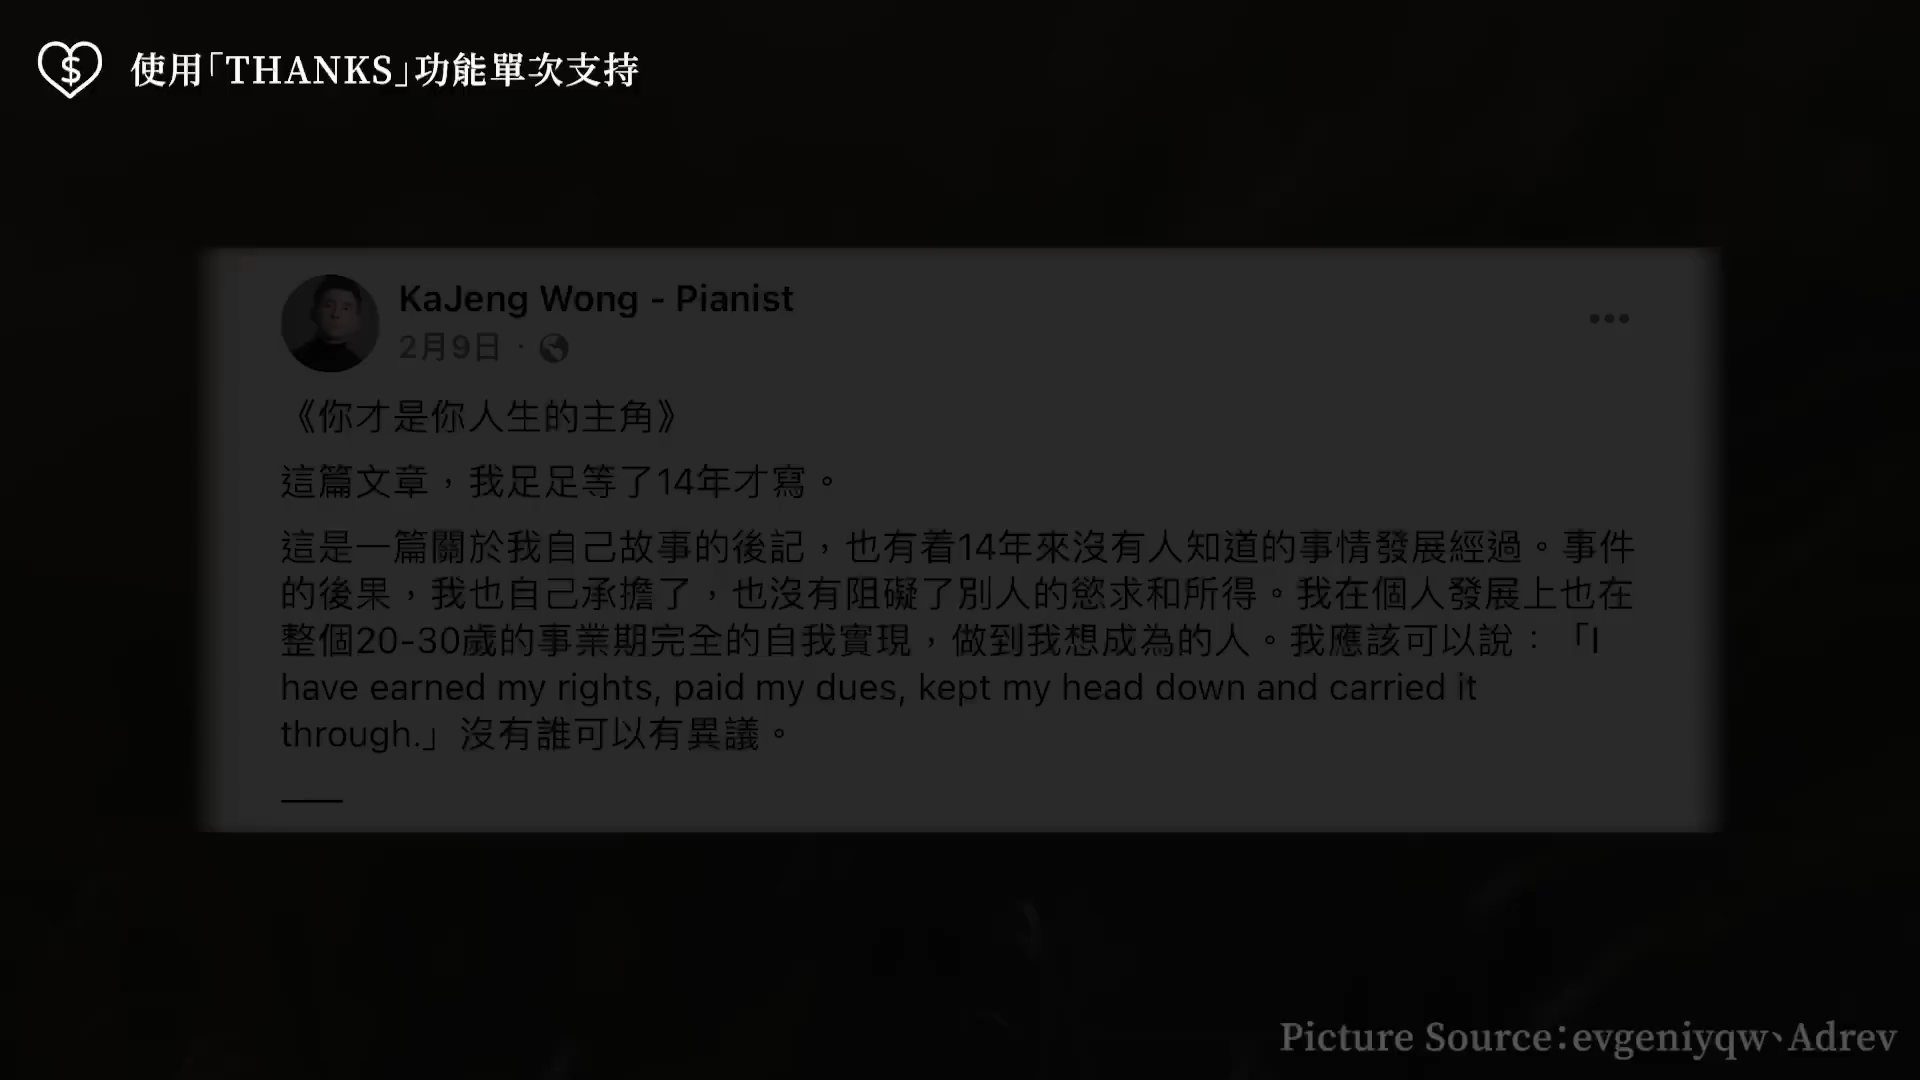 使用「THANKS」功能單次支持
KaJeng Wong - Pianist
2月9日 ·
《你才是你人生的主角》
這篇文章，我足足等了14年才寫。
這是一篇關於我自己故事的後記，也有着14年來沒有人知道的事情發展經過。事件
的後果，我也自己承擔了，也沒有阻礙了別人的慾求和所得。我在個人發展上也在
整個20-30歲的事業期完全的自我實現，做到我想成為的人。我應該可以說：「I
have earned my rights, paid my dues, kept my head down and carried it
through.」沒有誰可以有異議。
Picture Source：evgeniyqw、Adrev